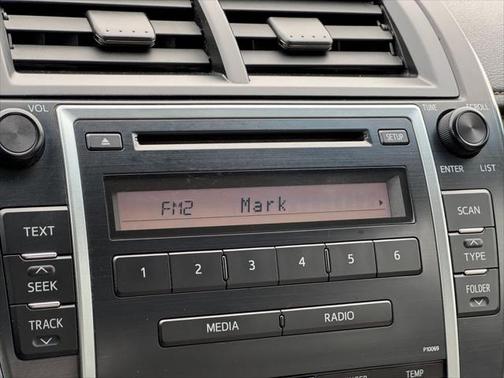 VOL
TUNE SCROLL
SETUP
ENTER LIST
FM2 Mark
TEXT
SCAN
1 2 3 4 5 6
SEEK
TYPE
FOLDER
TRACK
MEDIA RADIO
P10069
TEMP